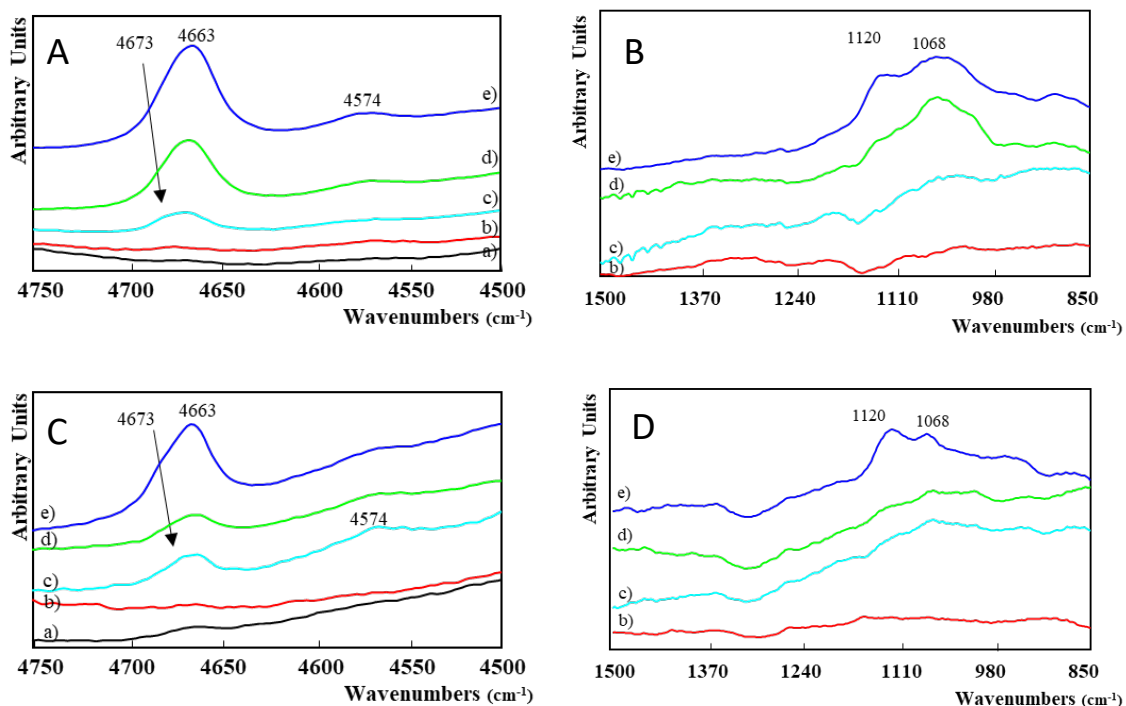 A
4673
4663
4574
e)
d)
c)
b)
a)
Arbitrary Units
4750
4700
4650
4600
4550
4500
Wavenumbers (cm-1)
B
1120
1068
e)
d)
c)
b)
Arbitrary Units
1500
1370
1240
1110
980
850
Wavenumbers (cm-1)
C
4673
4663
4574
e)
d)
c)
b)
a)
Arbitrary Units
4750
4700
4650
4600
4550
4500
Wavenumbers (cm-1)
D
1120
1068
e)
d)
c)
b)
Arbitrary Units
1500
1370
1240
1110
980
850
Wavenumbers (cm-1)